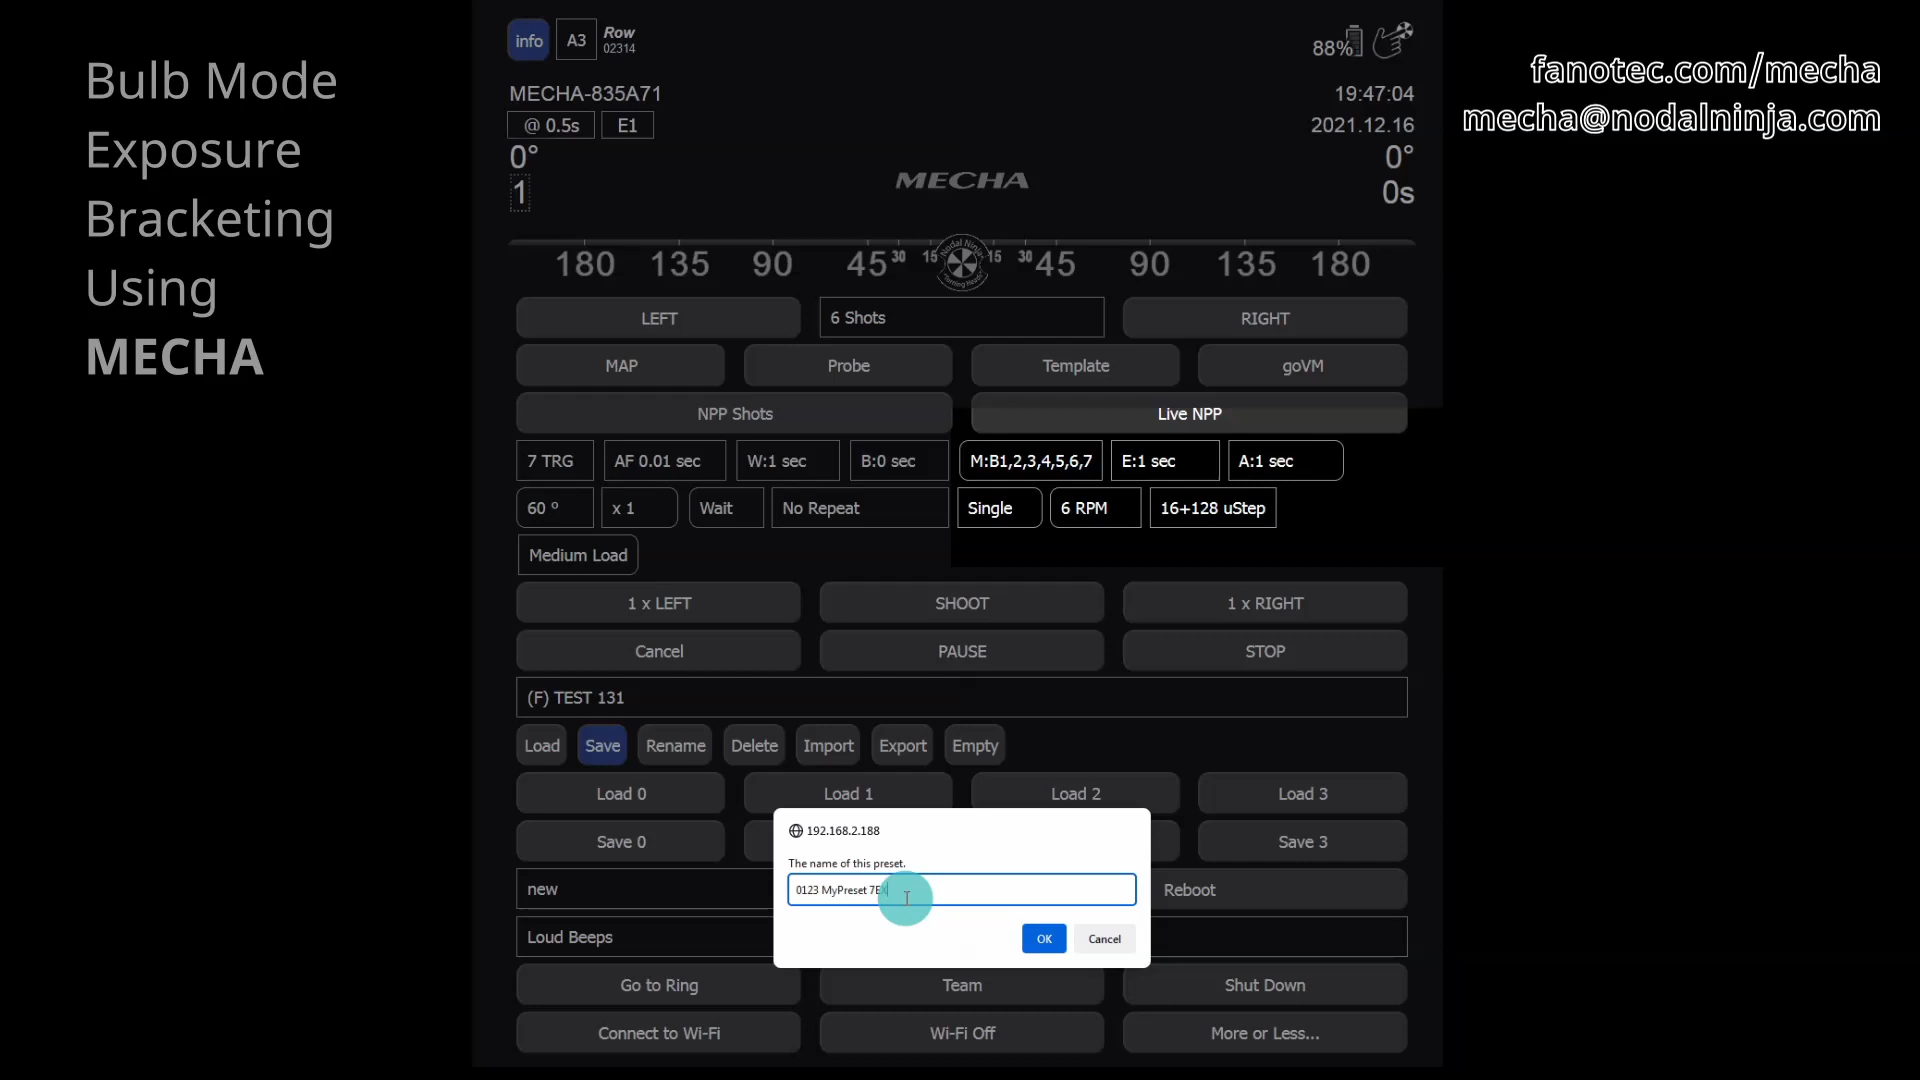 Bulb Mode
Exposure
Bracketing
Using
MECHA
info A3 Row
02314
88%
fanotec.com/mecha
mecha@nodalninja.com
MECHA-835A71 19:47:04
@ 0.5s E1 2021.12.16
0° 0°
1 MECHA 0s
180 135 90 45 30 15 Nodal Ninja 15 30 45 90 135 180
LEFT 6 Shots RIGHT
MAP Probe Template goVM
NPP Shots Live NPP
7 TRG AF 0.01 sec W:1 sec B:0 sec M:B1,2,3,4,5,6,7 E:1 sec A:1 sec
60 º x 1 Wait No Repeat Single 6 RPM 16+128 uStep
Medium Load
1 x LEFT SHOOT 1 x RIGHT
Cancel PAUSE STOP
(F) TEST 131
Load Save Rename Delete Import Export Empty
Load 0 Load 1 Load 2 Load 3
Save 0 Save 3
192.168.2.188
The name of this preset.
0123 MyPreset 7EX
OK Cancel
new Reboot
Loud Beeps
Go to Ring Team Shut Down
Connect to Wi-Fi Wi-Fi Off More or Less...